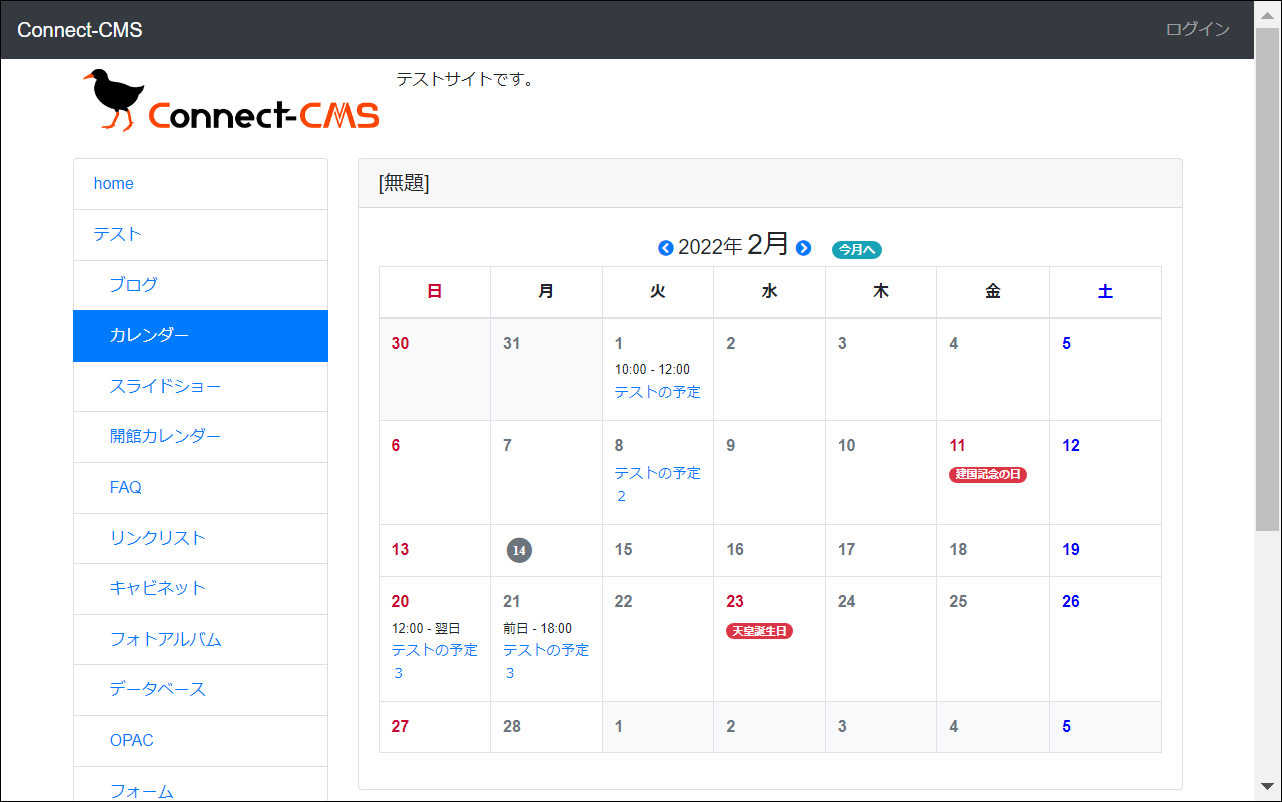 Connect-CMS
ログイン
Connect-CMS
テストサイトです。
home
テスト
ブログ
カレンダー
スライドショー
開館カレンダー
FAQ
リンクリスト
キャビネット
フォトアルバム
データベース
OPAC
フォーム
[無題]
2022年 2月 今月へ
日 月 火 水 木 金 土
30 31 1 2 3 4 5
10:00 - 12:00
テストの予定
6 7 8 9 10 11 12
テストの予定
2
建国記念の日
13 14 15 16 17 18 19
20 21 22 23 24 25 26
12:00 - 翌日
テストの予定
3
前日 - 18:00
テストの予定
3
天皇誕生日
27 28 1 2 3 4 5